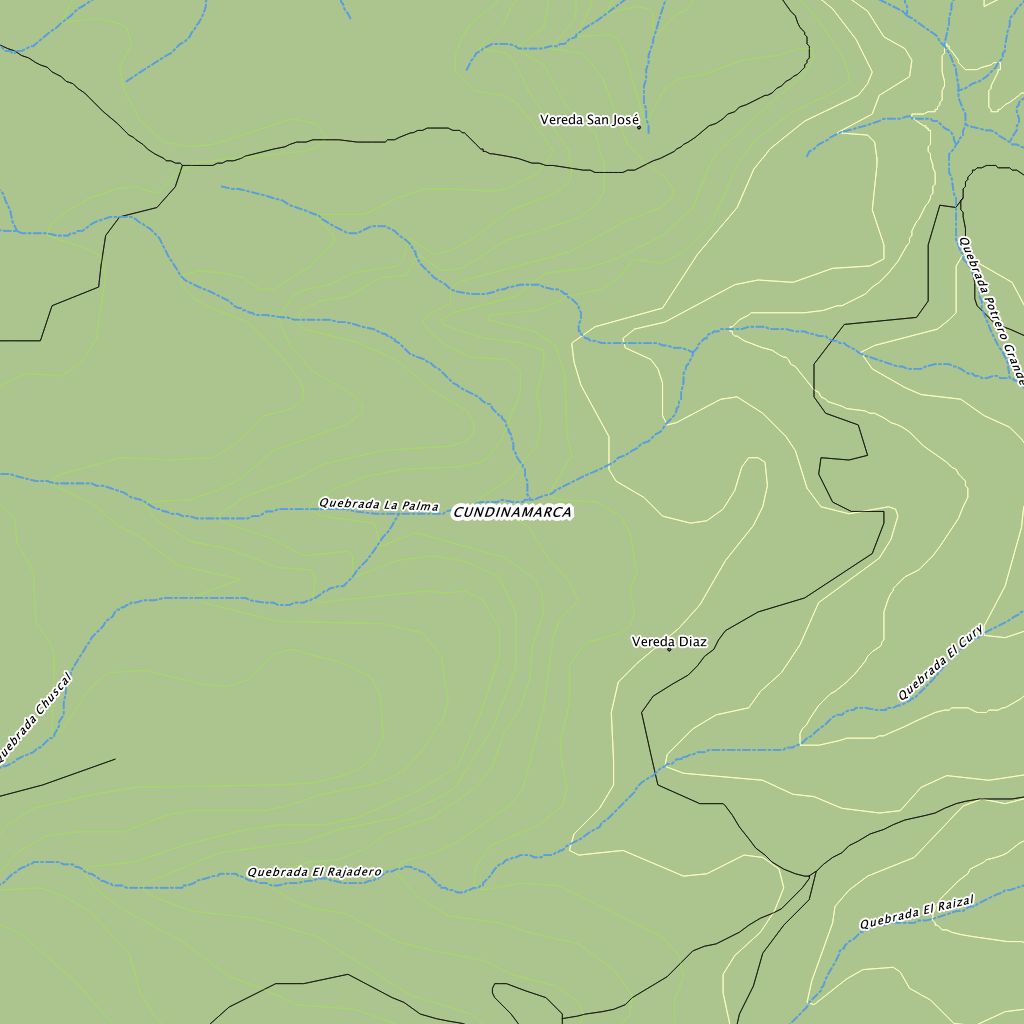 Vereda San José
Quebrada Potrero Grande
Quebrada La Palma
CUNDINAMARCA
Vereda Diaz
Quebrada El Cury
Quebrada Chuscal
Quebrada El Rajadero
Quebrada El Raizal